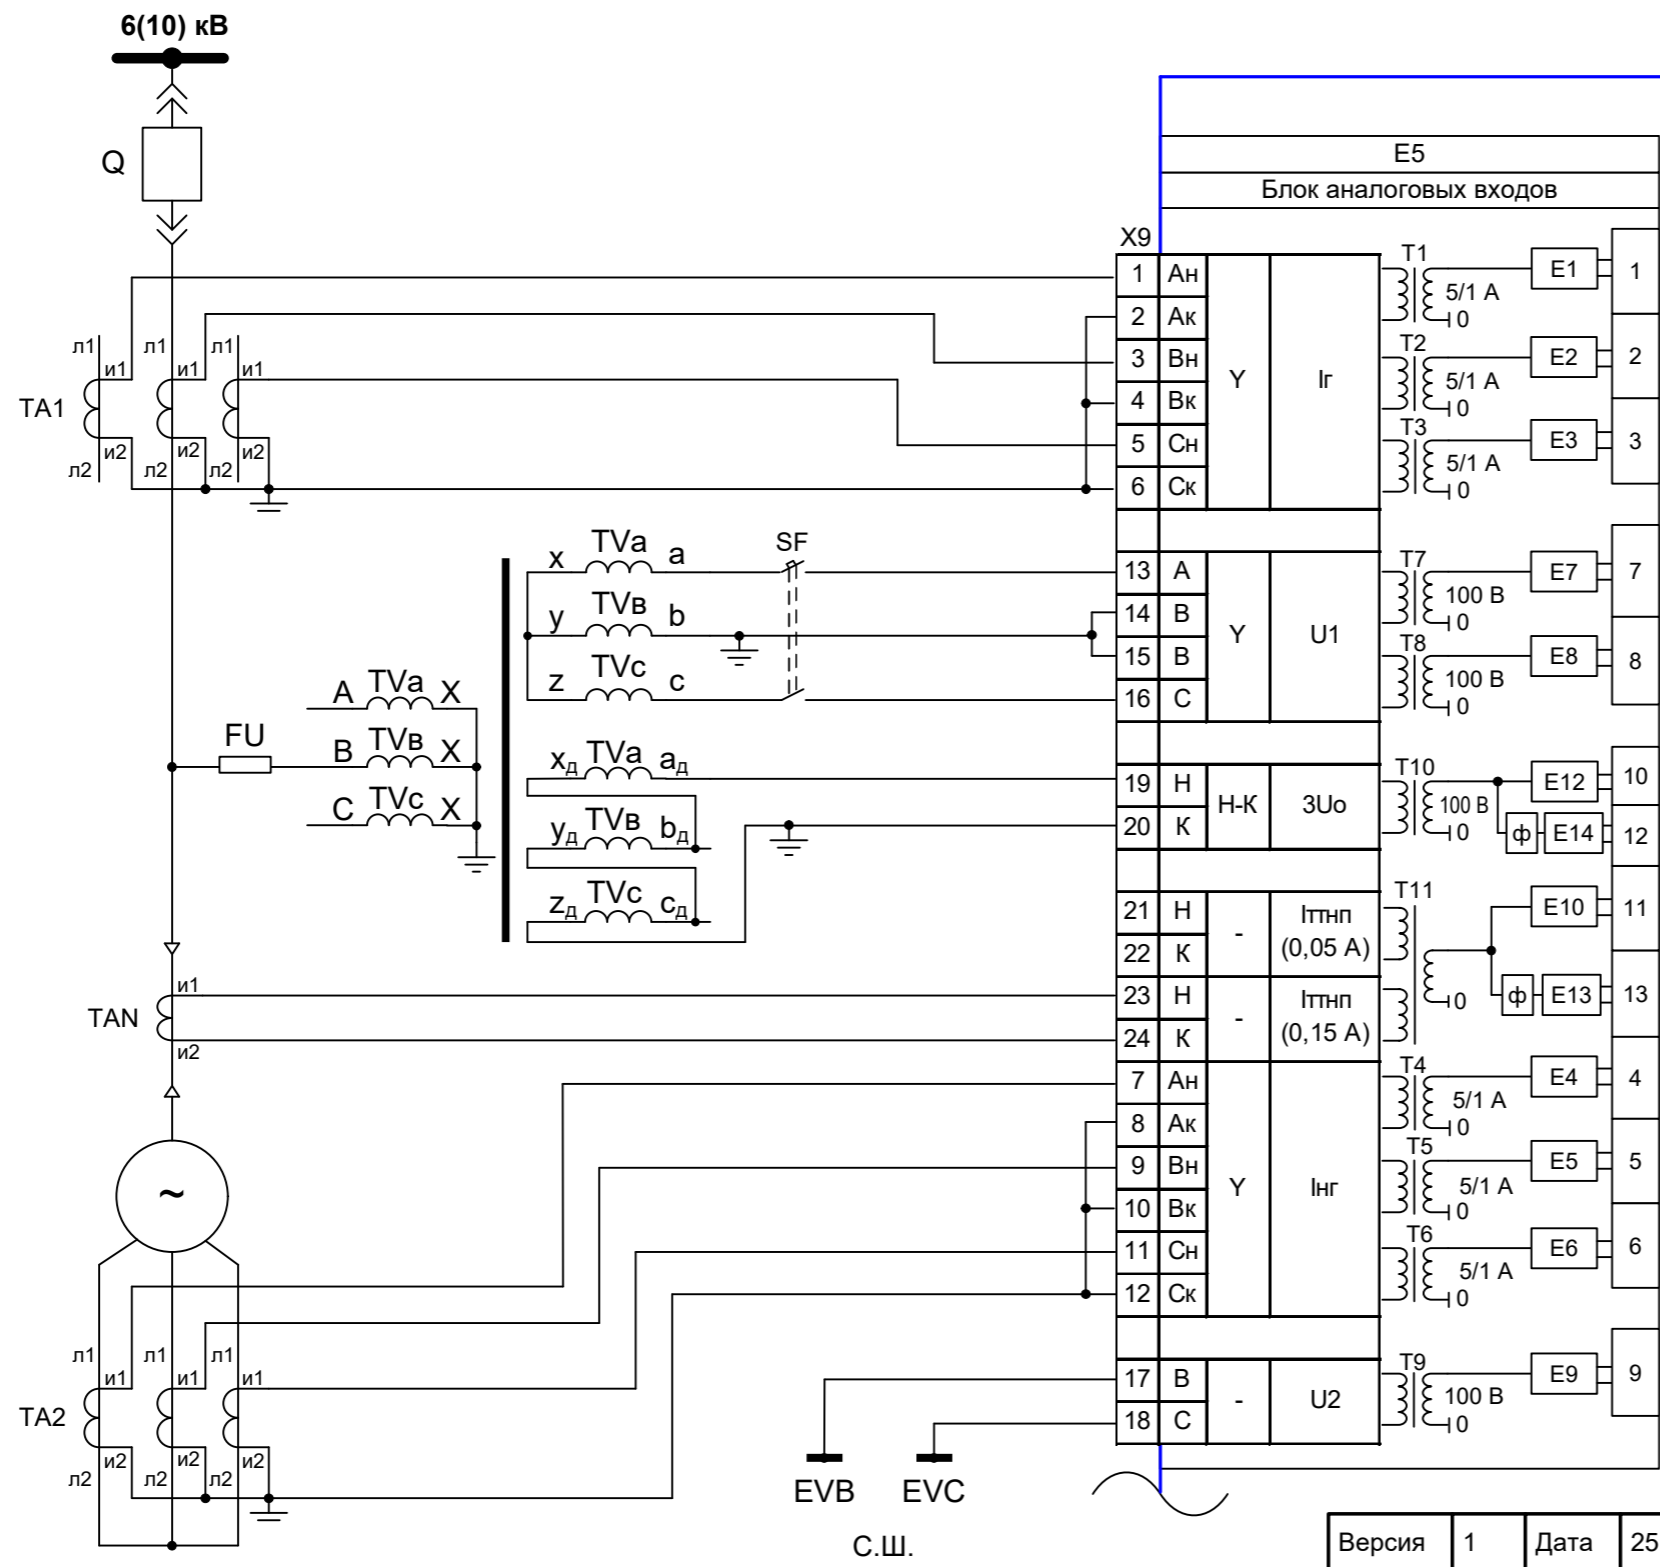 6(10) кВ
Q
E5
Блок аналоговых входов
X9
1 Ан
2 Ак
3 Вн
4 Вк
5 Сн
6 Ск
Y Iг
T1 5/1 А 0 E1 1
T2 5/1 А 0 E2 2
T3 5/1 А 0 E3 3
л1 л1 л1
и1 и1 и1
TA1
и2 и2 и2
л2 л2 л2
x TVa a SF
y TVв b
z TVc c
13 А
14 В
15 В
16 С
Y U1
T7 100 В 0 E7 7
T8 100 В 0 E8 8
A TVa X
FU B TVв X
C TVc X
xд TVa aд
yд TVв bд
zд TVc cд
19 Н
20 К
Н-К 3Uo
T10 100 В 0 E12 10
ф E14 12
21 Н
22 К
- Iттнп
(0,05 А)
23 Н
24 К
- Iттнп
(0,15 А)
T11 0 E10 11
ф E13 13
и1
TAN
и2
7 Ан
8 Ак
9 Вн
10 Вк
11 Сн
12 Ск
Y Iнг
T4 5/1 А 0 E4 4
T5 5/1 А 0 E5 5
T6 5/1 А 0 E6 6
~
17 В
18 С
- U2
T9 100 В 0 E9 9
л1 л1 л1
и1 и1 и1
TA2
и2 и2 и2
л2 л2 л2
EVB EVC
С.Ш.
Версия 1 Дата 25